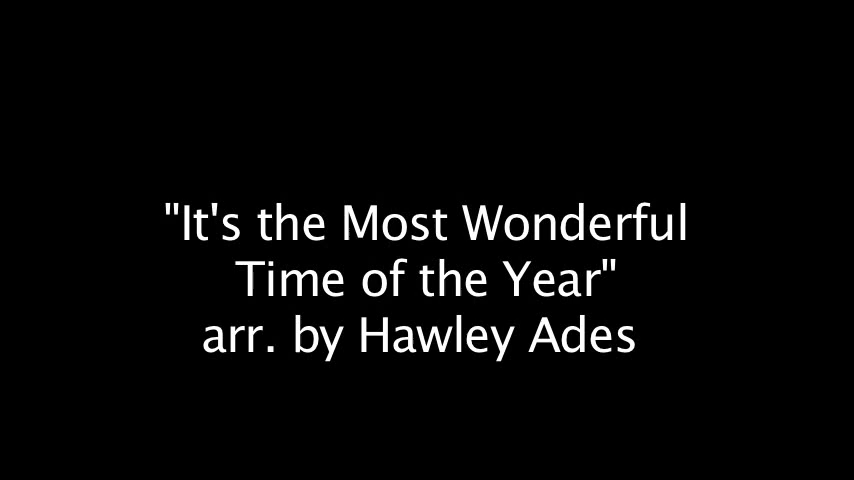 "It's the Most Wonderful
Time of the Year"
arr. by Hawley Ades